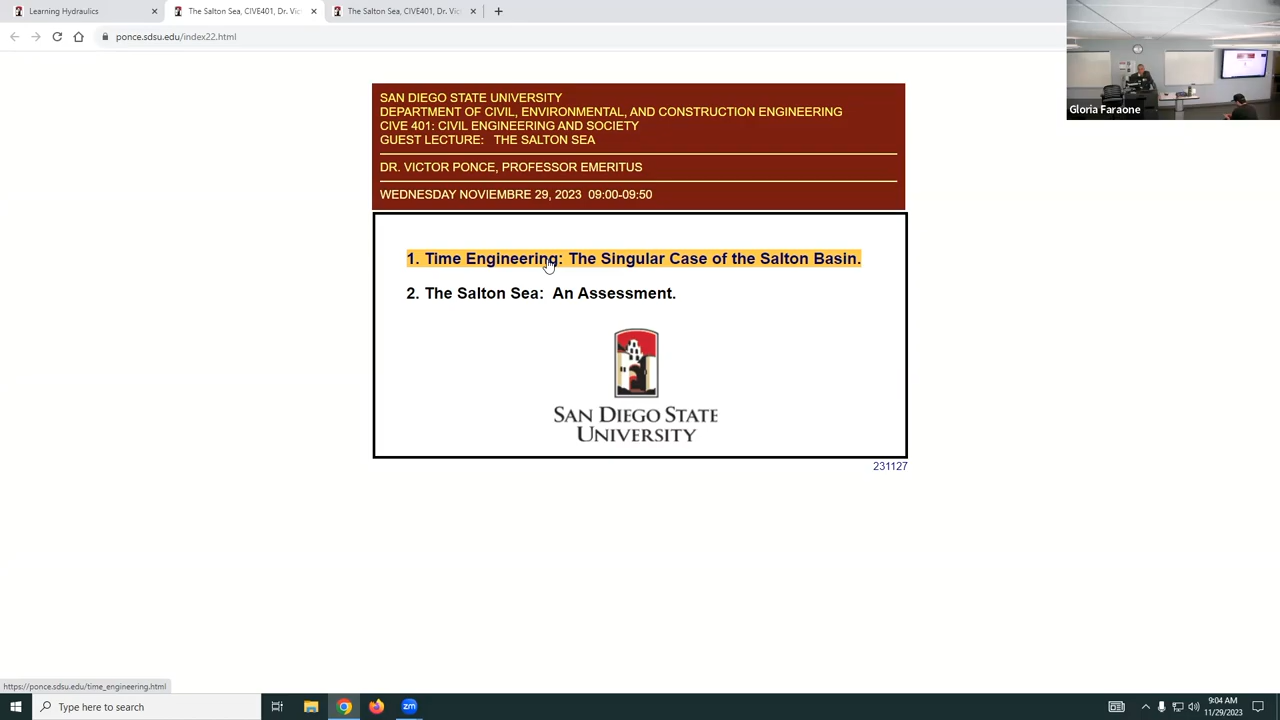 Learning Hydraulics
The Salton Sea, CIVE401, Dr. Vic
The Salton Sea, CIVE401, Dr. Vic
ponce.sdsu.edu/index22.html
Gloria Faraone
SAN DIEGO STATE UNIVERSITY
DEPARTMENT OF CIVIL, ENVIRONMENTAL, AND CONSTRUCTION ENGINEERING
CIVE 401: CIVIL ENGINEERING AND SOCIETY
GUEST LECTURE: THE SALTON SEA
DR. VICTOR PONCE, PROFESSOR EMERITUS
WEDNESDAY NOVIEMBRE 29, 2023 09:00-09:50
1. Time Engineering: The Singular Case of the Salton Basin.
2. The Salton Sea: An Assessment.
SAN DIEGO STATE
UNIVERSITY
231127
https://ponce.sdsu.edu/time_engineering.html
Type here to search
zm
9:04 AM
11/29/2023